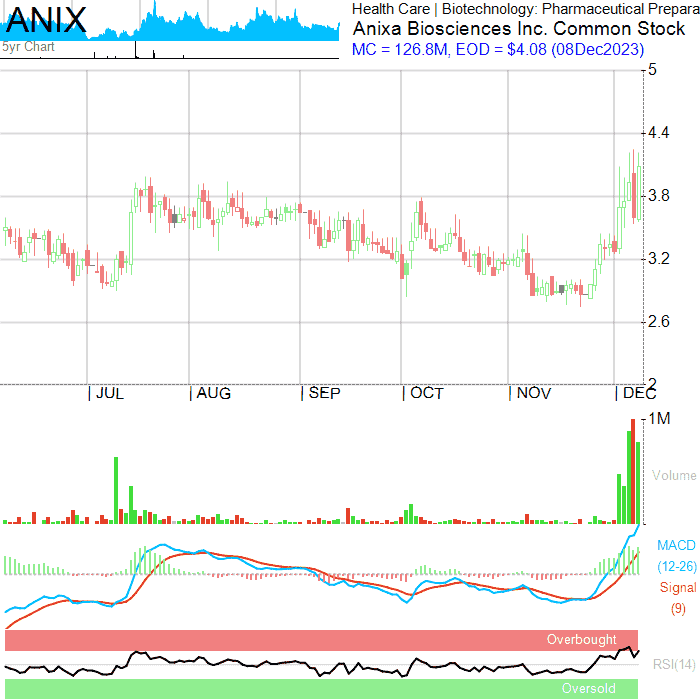 ANIX
5yr Chart
Health Care | Biotechnology: Pharmaceutical Prepara
Anixa Biosciences Inc. Common Stock
MC = 126.8M, EOD = $4.08 (08Dec2023)
5
4.4
3.8
3.2
2.6
2
JUL
AUG
SEP
OCT
NOV
DEC
1M
Volume
MACD
(12-26)
Signal
(9)
Overbought
RSI(14)
Oversold